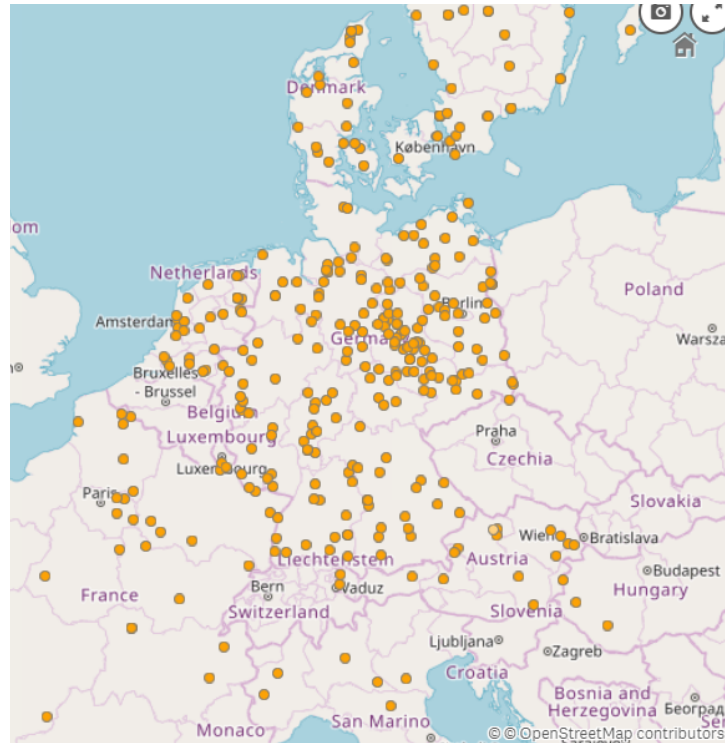 Denmark
København
om
Netherlands
Poland
Berlin
Amsterdam
Warsza
Germany
Bruxelles
- Brussel
Belgium
Praha
Luxembourg
Czechia
Luxembourg
Paris
Slovakia
Wien
Bratislava
Liechtenstein
Austria
Budapest
Bern
Vaduz
France
Hungary
Switzerland
Slovenia
Ljubljana
Zagreb
Croatia
Bosnia and
Herzegovina
Београд
San Marino
Monaco
© © OpenStreetMap contributors